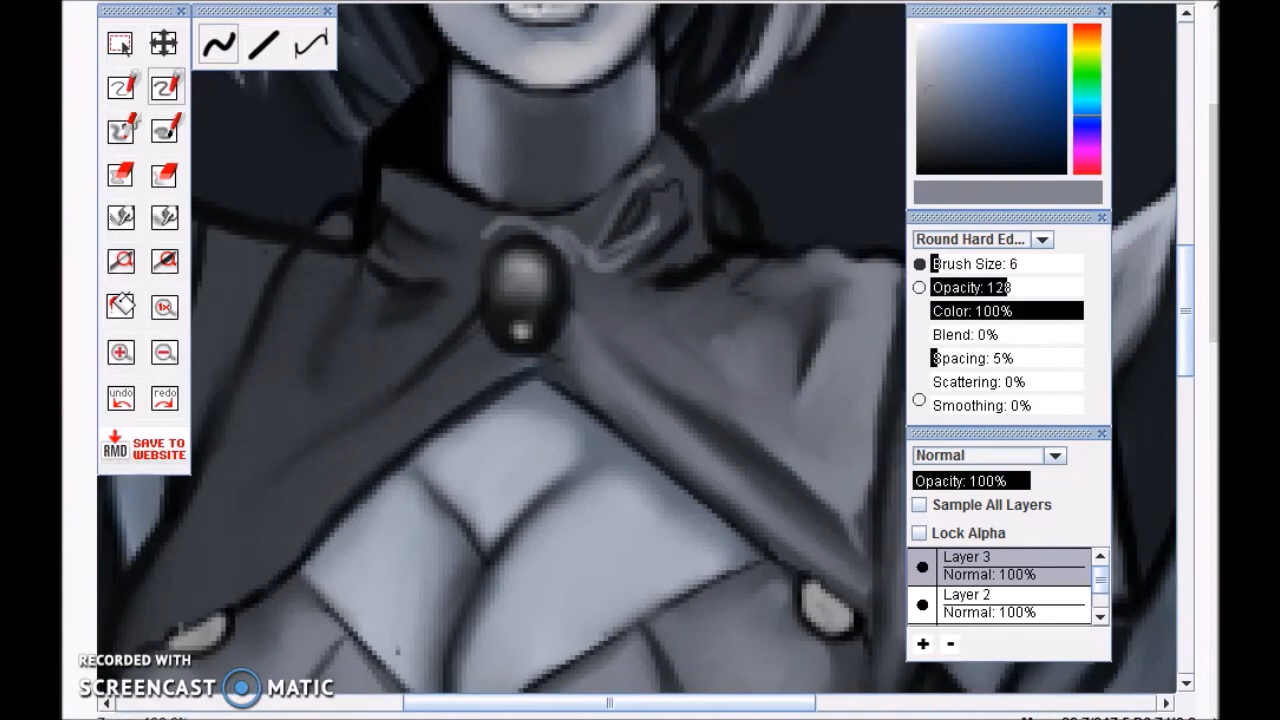 undo
redo
RMD SAVE TO
WEBSITE
Round Hard Ed...
Brush Size: 6
Opacity: 128
Color: 100%
Blend: 0%
Spacing: 5%
Scattering: 0%
Smoothing: 0%
Normal
Opacity: 100%
Sample All Layers
Lock Alpha
Layer 3
Normal: 100%
Layer 2
Normal: 100%
+ -
RECORDED WITH
SCREENCAST MATIC